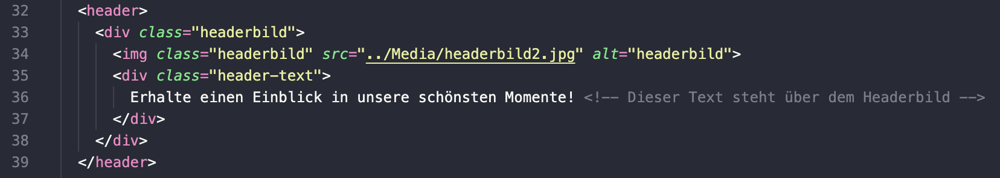 32 <header>
33 <div class="headerbild">
34 <img class="headerbild" src="../Media/headerbild2.jpg" alt="headerbild">
35 <div class="header-text">
36 Erhalte einen Einblick in unsere schönsten Momente! <!-- Dieser Text steht über dem Headerbild -->
37 </div>
38 </div>
39 </header>